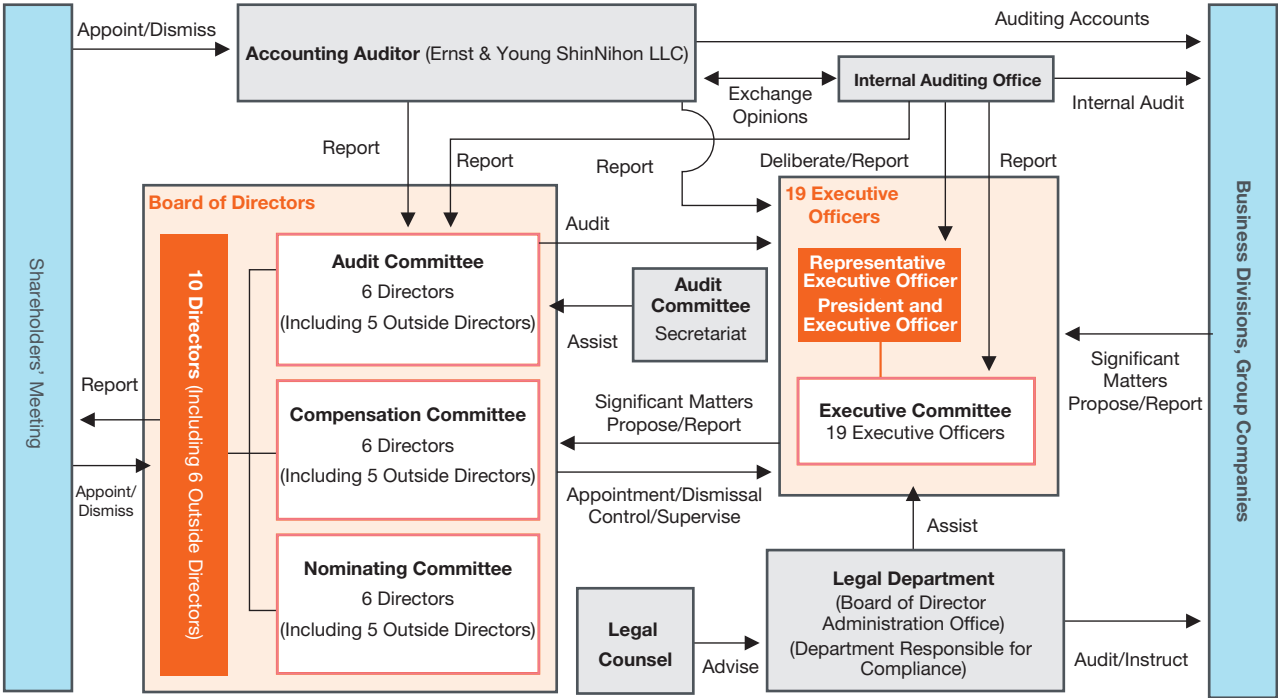 Appoint/Dismiss
Accounting Auditor (Ernst & Young ShinNihon LLC)
Auditing Accounts
Exchange
Opinions
Internal Auditing Office
Internal Audit
Report
Report
Report
Deliberate/Report
Report
Shareholders' Meeting
Report
Appoint/
Dismiss
Board of Directors
10 Directors (Including 6 Outside Directors)
Audit Committee
6 Directors
(Including 5 Outside Directors)
Compensation Committee
6 Directors
(Including 5 Outside Directors)
Nominating Committee
6 Directors
(Including 5 Outside Directors)
Audit
Audit
Committee
Secretariat
Assist
Significant Matters
Propose/Report
Appointment/Dismissal
Control/Supervise
19 Executive
Officers
Representative
Executive Officer
President and
Executive Officer
Executive Committee
19 Executive Officers
Significant
Matters
Propose/Report
Business Divisions, Group Companies
Assist
Legal
Counsel
Advise
Legal Department
(Board of Director
Administration Office)
(Department Responsible for
Compliance)
Audit/Instruct